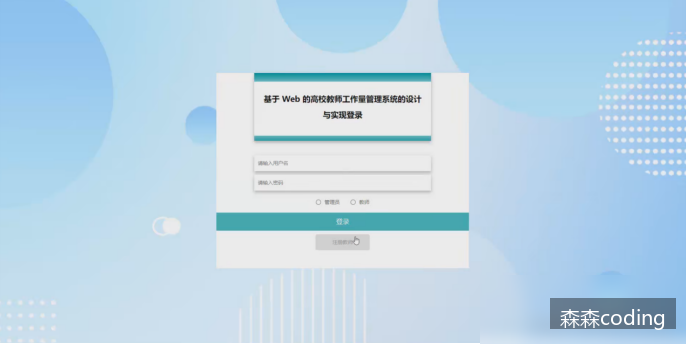 基于 Web 的高校教师工作量管理系统的设计
与实现登录
请输入用户名
请输入密码
管理员 教师
登录
注册教师
森森coding